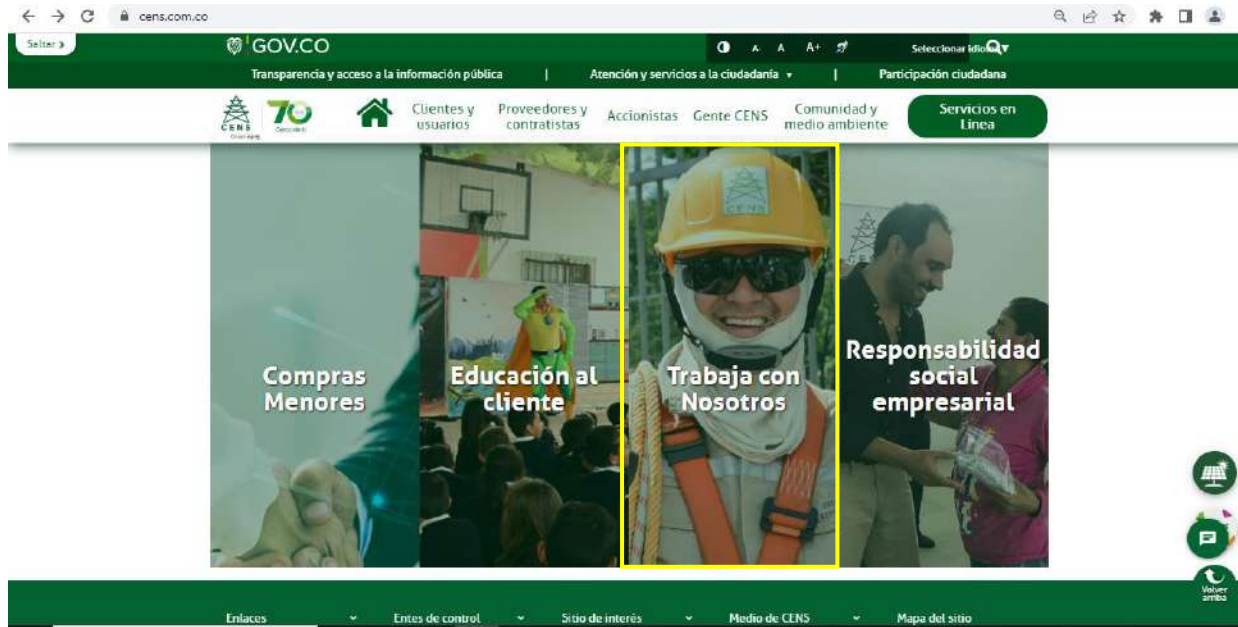 cens.com.co
Saltar
GOV.CO
A-
A
A+
Transparencia y acceso a la información pública | Atención y servicios a la ciudadanía | Participación ciudadana
CENS
70
Clientes y usuarios
Proveedores y contratistas
Accionistas
Gente CENS
Comunidad y medio ambiente
Servicios en Línea
CENS
Compras
Menores
Educación al
cliente
Trabaja con
Nosotros
Responsabilidad
social
empresarial
Volver
arriba
Enlaces
Entes de control
Sitio de interés
Medio de CENS
Mapa del sitio